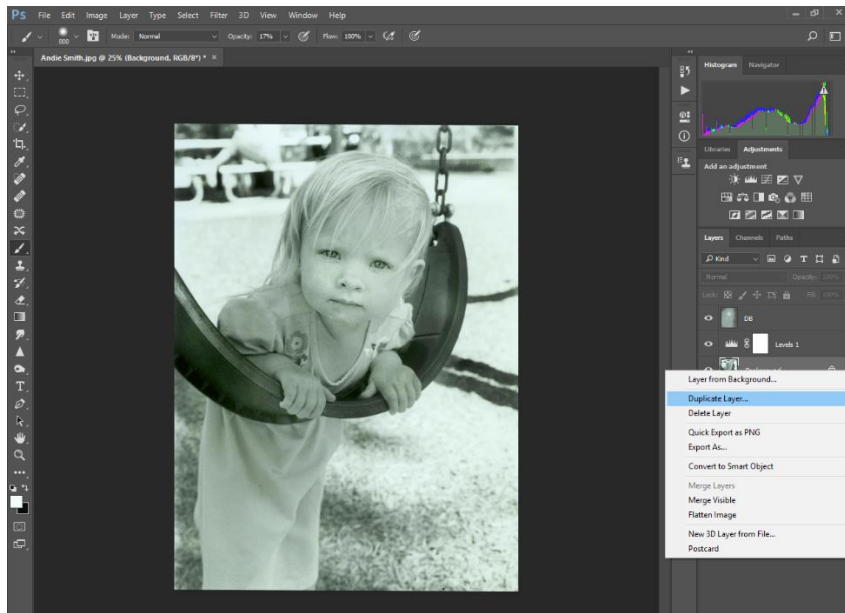 Ps File Edit Image Layer Type Select Filter 3D View Window Help
800 Mode: Normal Opacity: 17% Flow: 100%
Andie Smith.jpg @ 25% (Background, RGB/8*) * ×
Histogram Navigator
Libraries Adjustments
Add an adjustment
Layers Channels Paths
Kind
Normal Opacity: 100%
Lock: Fill: 100%
DB
Levels 1
Layer from Background...
Duplicate Layer...
Delete Layer
Quick Export as PNG
Export As...
Convert to Smart Object
Merge Layers
Merge Visible
Flatten Image
New 3D Layer from File...
Postcard